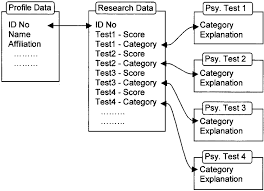 Profile Data
ID No
Name
Affiliation
..........
..........
Research Data
ID No
Test1 - Score
Test1 - Category
Test2 - Score
Test2 - Category
Test3 - Score
Test3 - Category
Test4 - Score
Test4 - Category
..........
..........
Psy. Test 1
Category
Explanation
Psy. Test 2
Category
Explanation
Psy. Test 3
Category
Explanation
Psy. Test 4
Category
Explanation